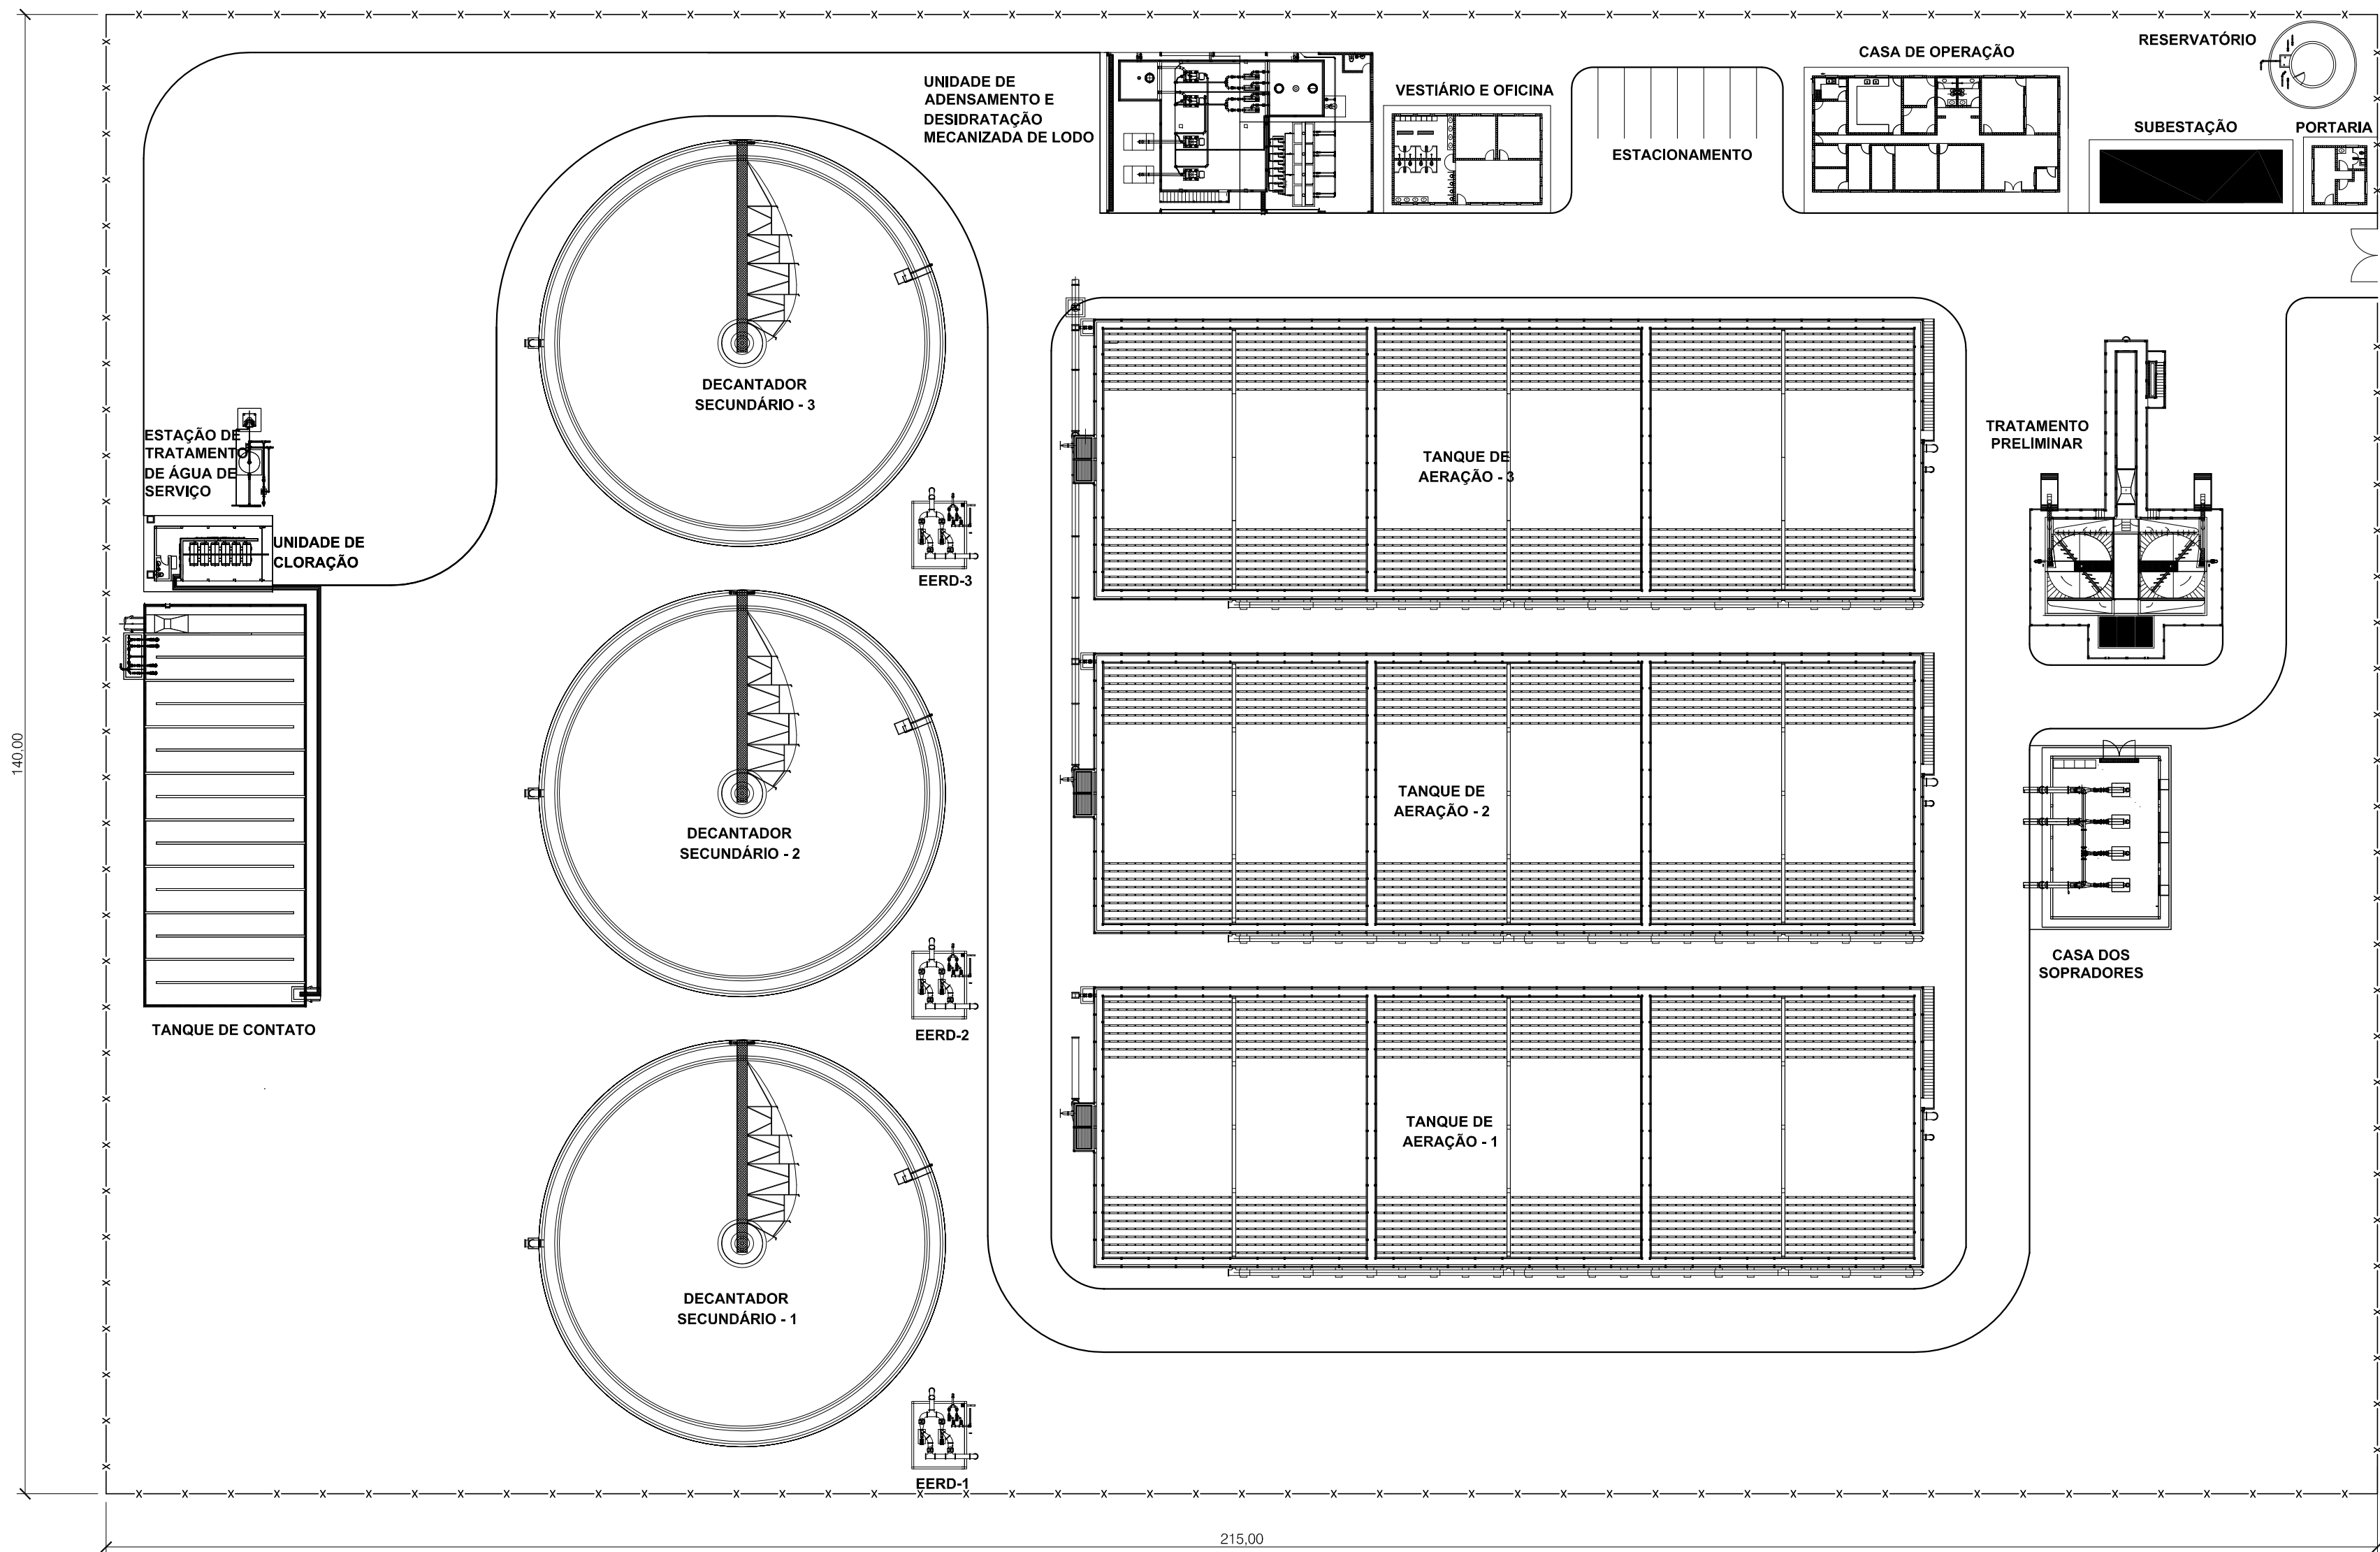 RESERVATÓRIO
CASA DE OPERAÇÃO
UNIDADE DE
ADENSAMENTO E
DESIDRATAÇÃO
MECANIZADA DE LODO
VESTIÁRIO E OFICINA
ESTACIONAMENTO
SUBESTAÇÃO
PORTARIA
DECANTADOR
SECUNDÁRIO - 3
ESTAÇÃO DE
TRATAMENTO
DE ÁGUA DE
SERVIÇO
TANQUE DE
AERAÇÃO - 3
TRATAMENTO
PRELIMINAR
UNIDADE DE
CLORAÇÃO
EERD-3
140,00
DECANTADOR
SECUNDÁRIO - 2
TANQUE DE
AERAÇÃO - 2
CASA DOS
SOPRADORES
TANQUE DE CONTATO
EERD-2
TANQUE DE
AERAÇÃO - 1
DECANTADOR
SECUNDÁRIO - 1
EERD-1
215,00